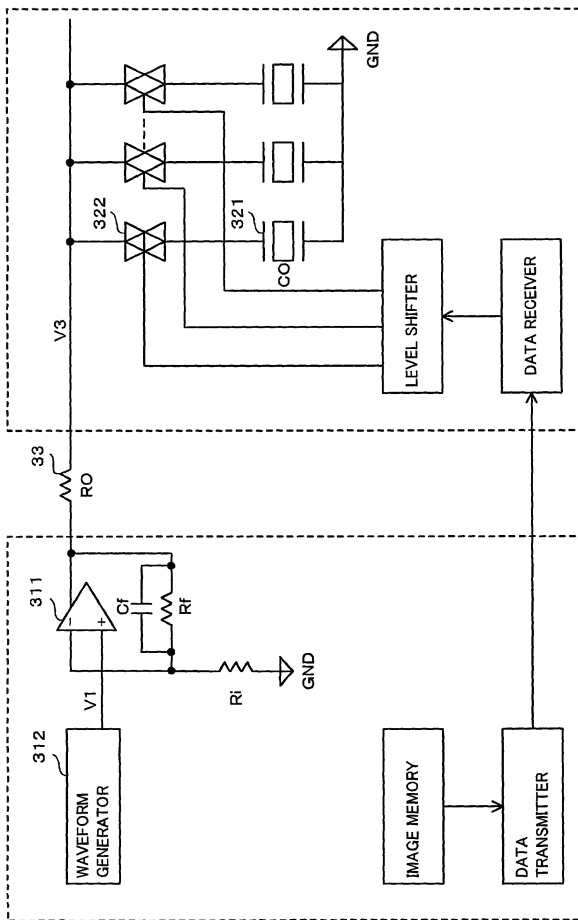 312
WAVEFORM
GENERATOR
V1
311
-
+
Cf
Rf
Ri
GND
33
RO
V3
322
321
CO
GND
IMAGE MEMORY
DATA
TRANSMITTER
LEVEL SHIFTER
DATA RECEIVER